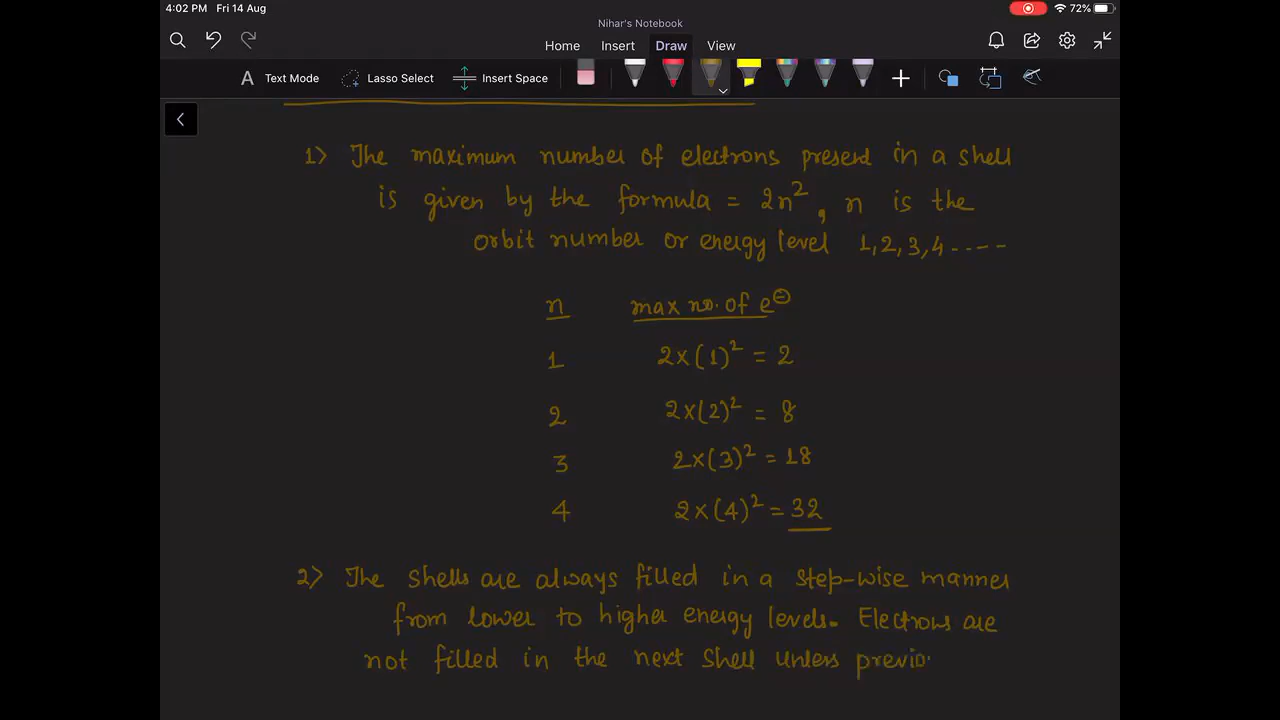 4:02 PM Fri 14 Aug
72%
Nihar's Notebook
Home Insert Draw View
A Text Mode Lasso Select Insert Space
1> The maximum number of electrons present in a shell
is given by the formula = 2n², n is the
orbit number or energy level 1,2,3,4-----
n max no. of e⊖
1 2×(1)² = 2
2 2×(2)² = 8
3 2×(3)² = 18
4 2×(4)² = 32
2> The shells are always filled in a step-wise manner
from lower to higher energy levels. Electrons are
not filled in the next shell unless previo